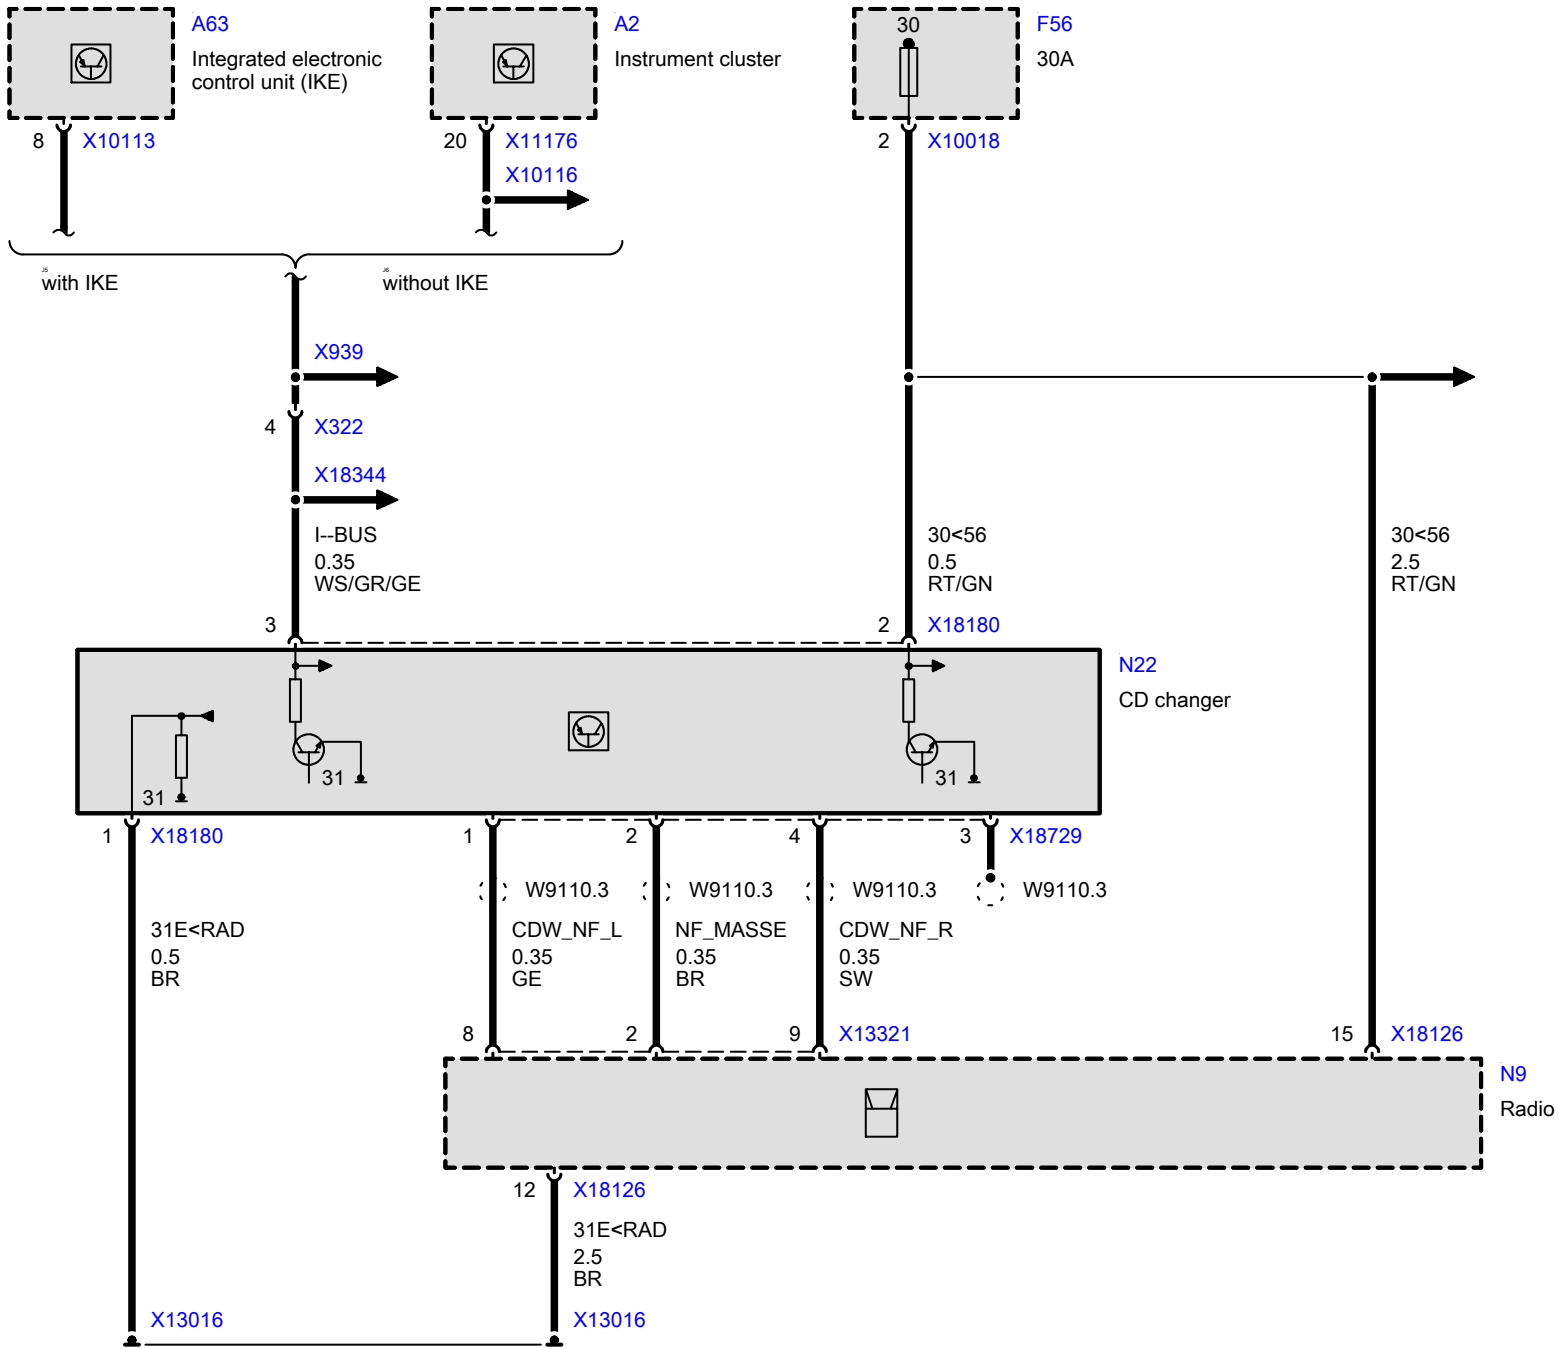 A63
Integrated electronic
control unit (IKE)
A2
Instrument cluster
30
F56
30A
8 X10113
20 X11176
X10116
2 X10018
J5
with IKE
J6
without IKE
X939
4 X322
X18344
I--BUS
0.35
WS/GR/GE
30<56
0.5
RT/GN
30<56
2.5
RT/GN
3
2 X18180
N22
CD changer
31
31
31
1 X18180
1
2
4
3 X18729
W9110.3
W9110.3
W9110.3
W9110.3
31E<RAD
0.5
BR
CDW_NF_L
0.35
GE
NF_MASSE
0.35
BR
CDW_NF_R
0.35
SW
8
2
9 X13321
15 X18126
N9
Radio
12 X18126
31E<RAD
2.5
BR
X13016
X13016